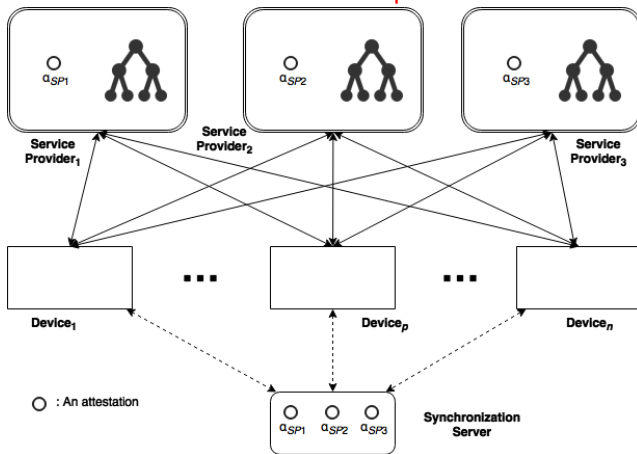 αSP1
αSP2
αSP3
Service
Provider1
Service
Provider2
Service
Provider3
Device1
Devicep
Devicen
: An attestation
αSP1
αSP2
αSP3
Synchronization
Server